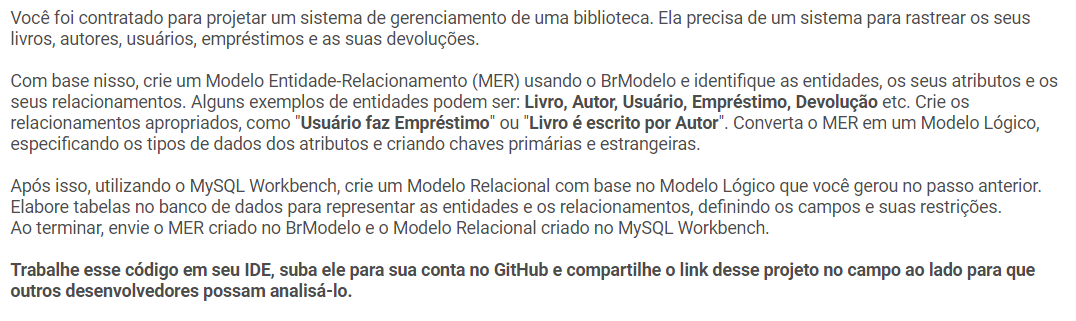 Você foi contratado para projetar um sistema de gerenciamento de uma biblioteca. Ela precisa de um sistema para rastrear os seus
livros, autores, usuários, empréstimos e as suas devoluções.
Com base nisso, crie um Modelo Entidade-Relacionamento (MER) usando o BrModelo e identifique as entidades, os seus atributos e os
seus relacionamentos. Alguns exemplos de entidades podem ser: Livro, Autor, Usuário, Empréstimo, Devolução etc. Crie os
relacionamentos apropriados, como "Usuário faz Empréstimo" ou "Livro é escrito por Autor". Converta o MER em um Modelo Lógico,
especificando os tipos de dados dos atributos e criando chaves primárias e estrangeiras.
Após isso, utilizando o MySQL Workbench, crie um Modelo Relacional com base no Modelo Lógico que você gerou no passo anterior.
Elabore tabelas no banco de dados para representar as entidades e os relacionamentos, definindo os campos e suas restrições.
Ao terminar, envie o MER criado no BrModelo e o Modelo Relacional criado no MySQL Workbench.
Trabalhe esse código em seu IDE, suba ele para sua conta no GitHub e compartilhe o link desse projeto no campo ao lado para que
outros desenvolvedores possam analisá-lo.